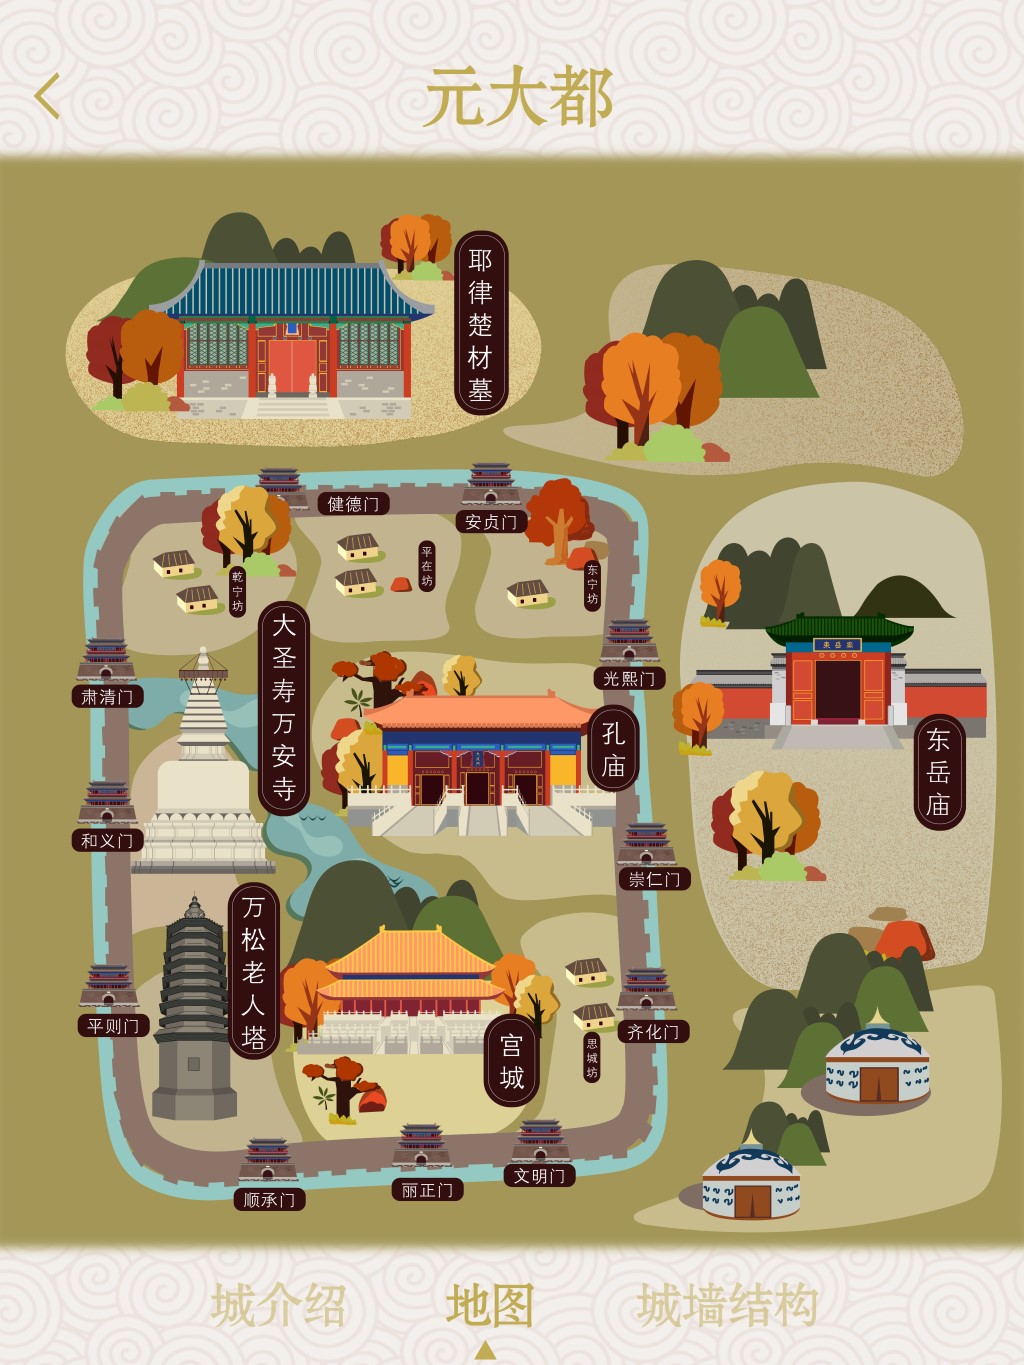 元大都
耶律楚材墓
健德门
安贞门
平在坊
乾宁坊
东宁坊
大圣寿万安寺
光熙门
肃清门
孔庙
东岳庙
和义门
崇仁门
万松老人塔
平则门
宫城
齐化门
思城坊
文明门
丽正门
顺承门
城介绍
地图
城墙结构